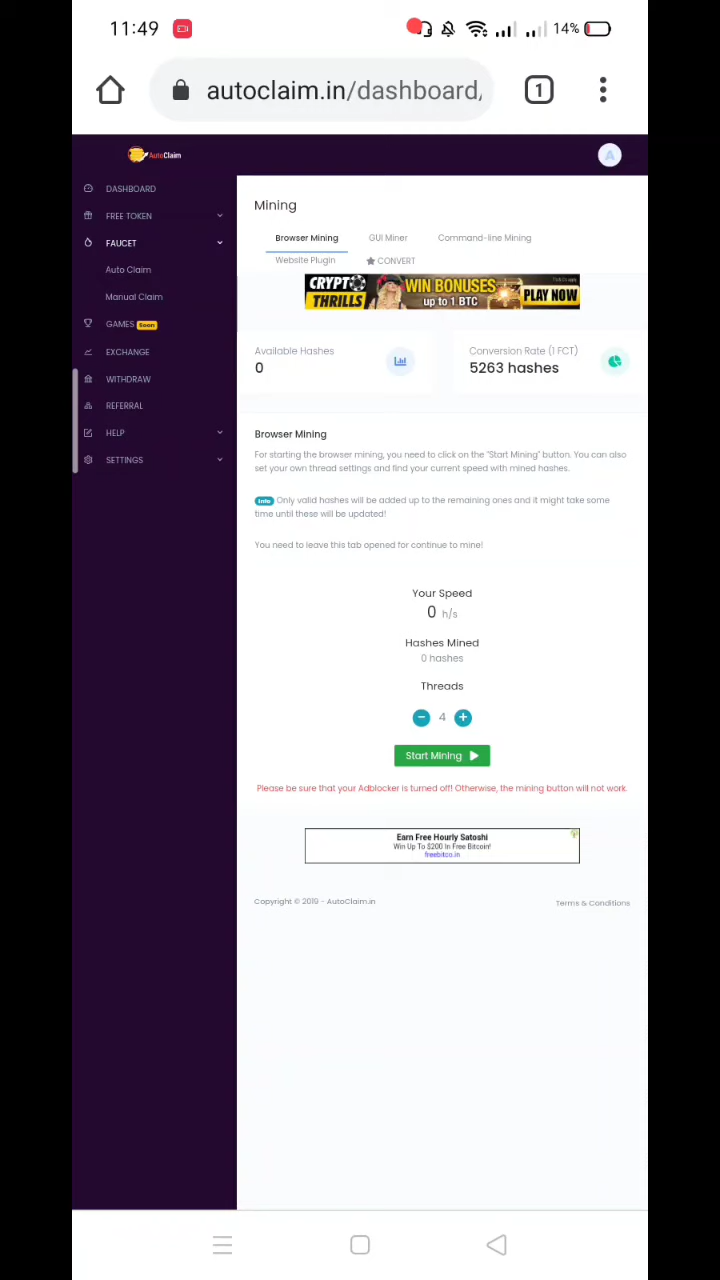 11:49
14%
autoclaim.in/dashboard/
1
AutoClaim
A
DASHBOARD
FREE TOKEN
FAUCET
Auto Claim
Manual Claim
GAMES Soon
EXCHANGE
WITHDRAW
REFERRAL
HELP
SETTINGS
Mining
Browser Mining GUI Miner Command-line Mining
Website Plugin CONVERT
CRYPTO THRILLS WIN BONUSES up to 1 BTC PLAY NOW
Available Hashes
0
Conversion Rate (1 FCT)
5263 hashes
Browser Mining
For starting the browser mining, you need to click on the "Start Mining" button. You can also
set your own thread settings and find your current speed with mined hashes.
Info Only valid hashes will be added up to the remaining ones and it might take some
time until these will be updated!
You need to leave this tab opened for continue to mine!
Your Speed
0 h/s
Hashes Mined
0 hashes
Threads
− 4 +
Start Mining
Please be sure that your Adblocker is turned off! Otherwise, the mining button will not work.
Earn Free Hourly Satoshi
Win Up To $200 In Free Bitcoin!
freebitco.in
Copyright © 2019 - AutoClaim.in
Terms & Conditions